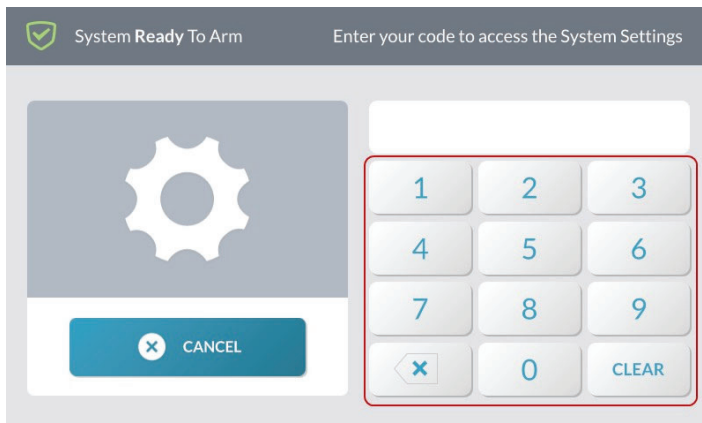 System Ready To Arm
Enter your code to access the System Settings
1 2 3
4 5 6
7 8 9
0 CLEAR
CANCEL